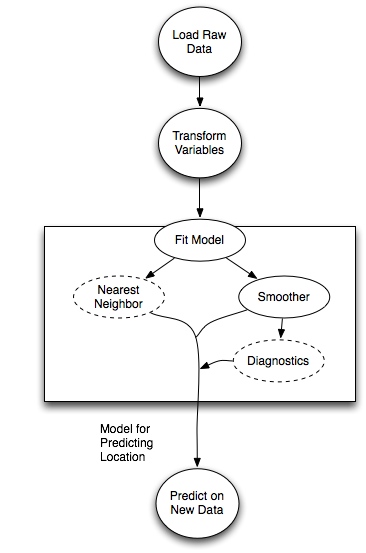 Load Raw
Data
Transform
Variables
Fit Model
Nearest
Neighbor
Smoother
Diagnostics
Model for
Predicting
Location
Predict on
New Data